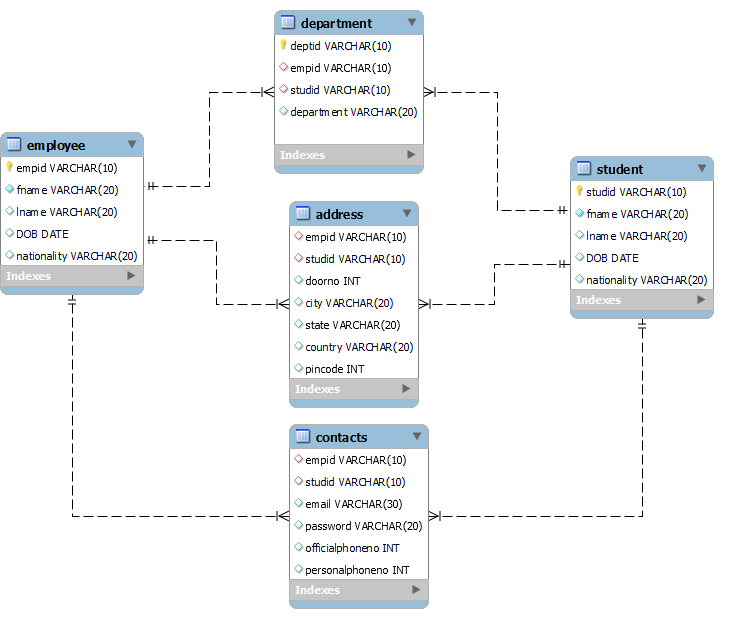 department
deptid VARCHAR(10)
empid VARCHAR(10)
studid VARCHAR(10)
department VARCHAR(20)
Indexes
employee
empid VARCHAR(10)
fname VARCHAR(20)
lname VARCHAR(20)
DOB DATE
nationality VARCHAR(20)
Indexes
address
empid VARCHAR(10)
studid VARCHAR(10)
doorno INT
city VARCHAR(20)
state VARCHAR(20)
country VARCHAR(20)
pincode INT
Indexes
student
studid VARCHAR(10)
fname VARCHAR(20)
lname VARCHAR(20)
DOB DATE
nationality VARCHAR(20)
Indexes
contacts
empid VARCHAR(10)
studid VARCHAR(10)
email VARCHAR(30)
password VARCHAR(20)
officialphoneno INT
personalphoneno INT
Indexes